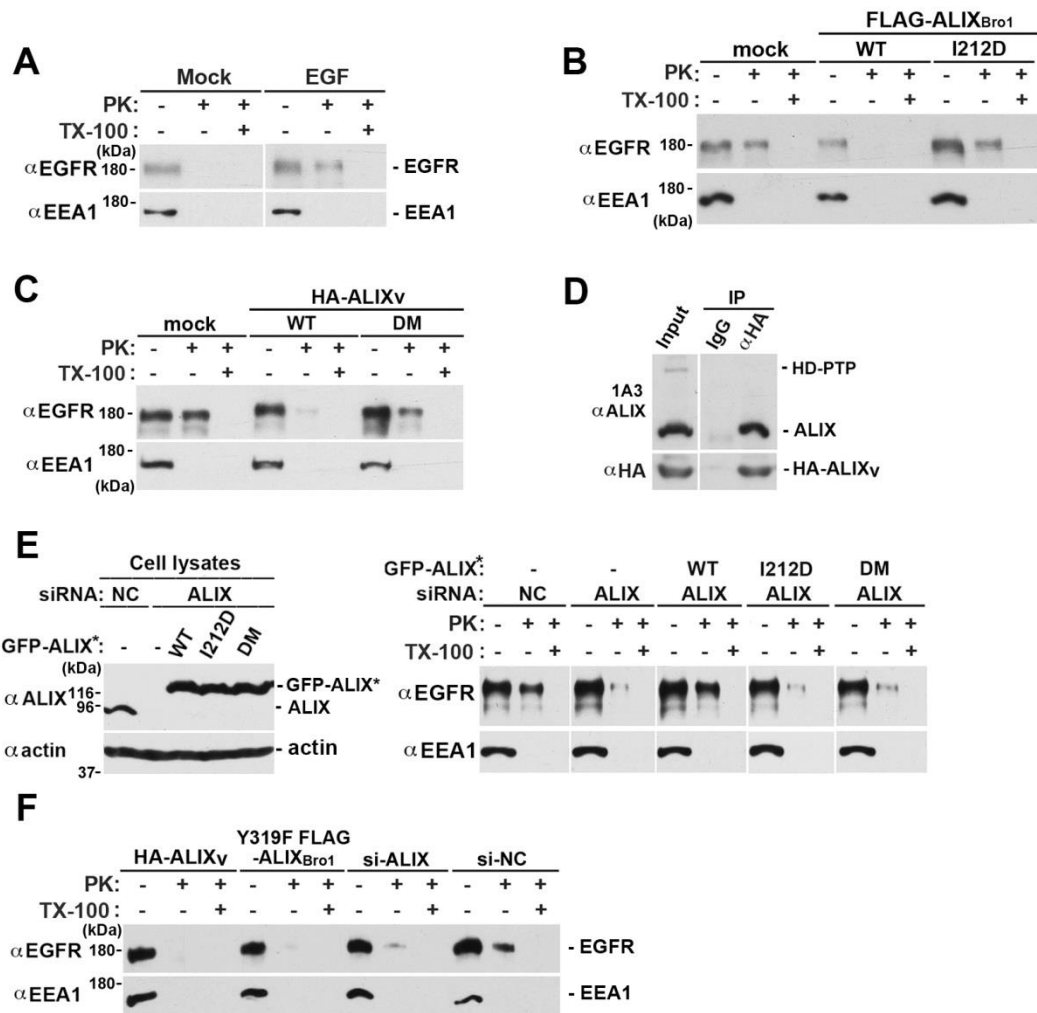 A
Mock EGF
PK: - + + - + +
TX-100 : - - + - - +
(kDa)
αEGFR 180- - EGFR
αEEA1 180- - EEA1
B
FLAG-ALIXBro1
mock WT I212D
PK: - + + - + + - + +
TX-100 : - - + - - + - - +
αEGFR 180-
αEEA1 180-
(kDa)
C
HA-ALIXv
mock WT DM
PK: - + + - + + - + +
TX-100 : - - + - - + - - +
αEGFR 180-
αEEA1 180-
(kDa)
D
IP
Input IgG αHA
1A3
αALIX
- HD-PTP
- ALIX
αHA - HA-ALIXv
E
Cell lysates
siRNA: NC ALIX
GFP-ALIX*: - - WT I212D DM
(kDa)
αALIX 116- - GFP-ALIX*
96- - ALIX
αactin - actin
37-
GFP-ALIX*: - - WT I212D DM
siRNA: NC ALIX ALIX ALIX ALIX
PK: - + + - + + - + + - + + - + +
TX-100 : - - + - - + - - + - - + - - +
αEGFR
αEEA1
F
HA-ALIXv Y319F FLAG-ALIXBro1 si-ALIX si-NC
PK: - + + - + + - + + - + +
TX-100 : - - + - - + - - + - - +
(kDa)
αEGFR 180- - EGFR
αEEA1 180- - EEA1